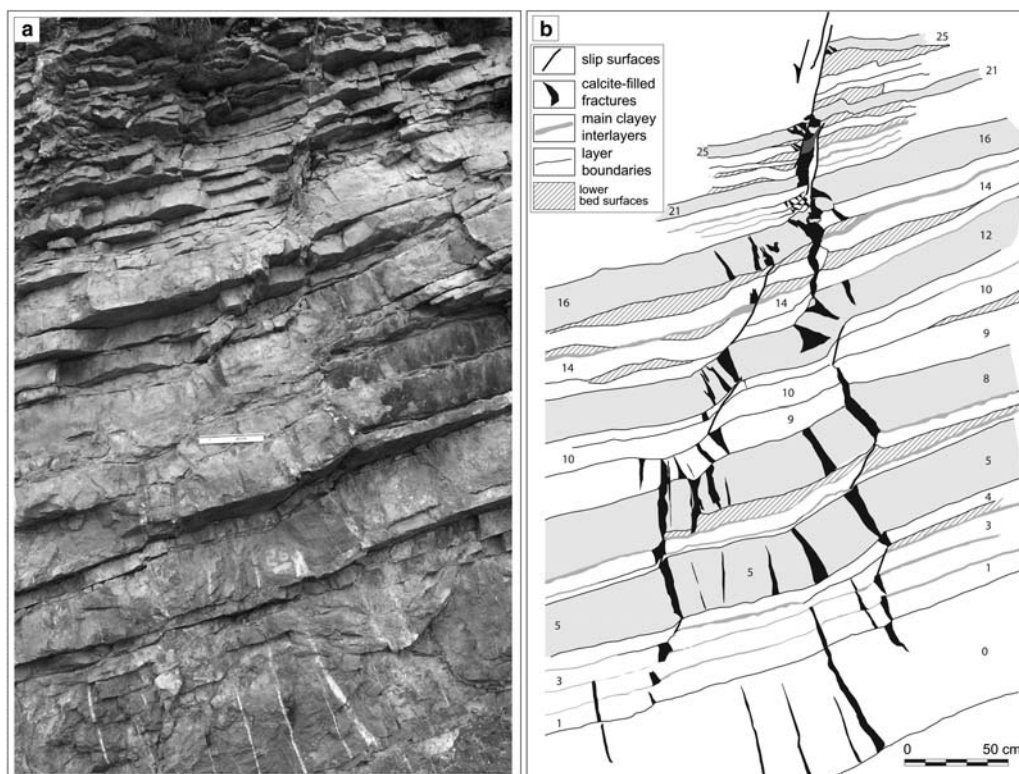 a
b
slip surfaces
calcite-filled
fractures
main clayey
interlayers
layer
boundaries
lower
bed surfaces
25
21
16
14
12
10
9
8
5
4
3
1
0
25
21
16
14
14
10
9
10
5
5
3
1
0 50 cm